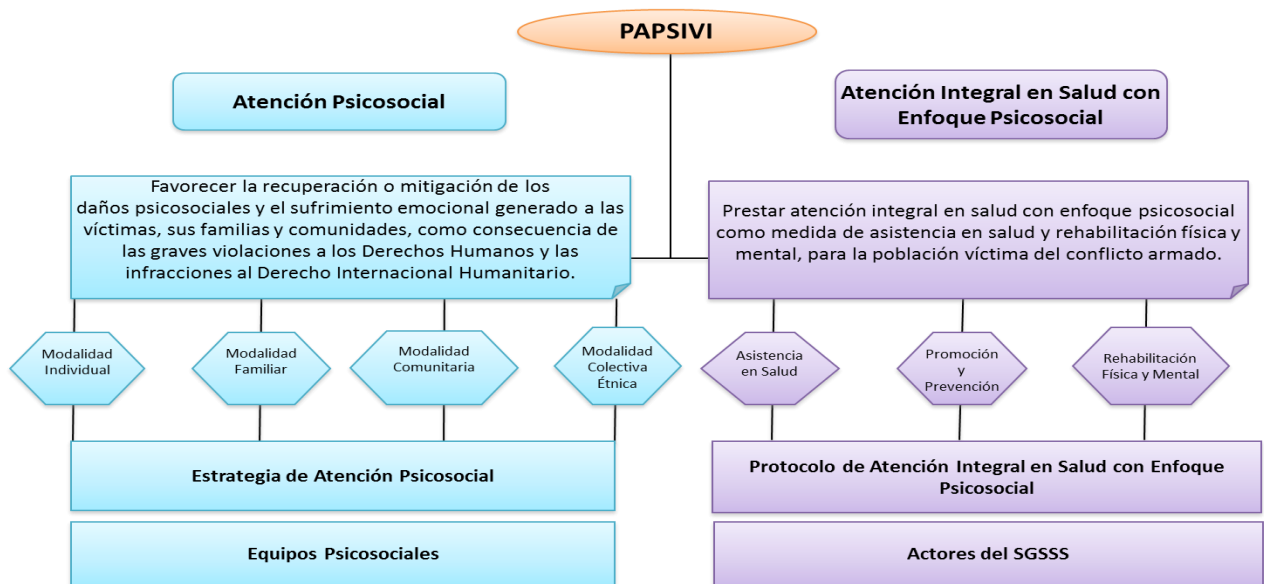 PAPSIVI
Atención Psicosocial
Atención Integral en Salud con
Enfoque Psicosocial
Favorecer la recuperación o mitigación de los
daños psicosociales y el sufrimiento emocional generado a las
víctimas, sus familias y comunidades, como consecuencia de
las graves violaciones a los Derechos Humanos y las
infracciones al Derecho Internacional Humanitario.
Prestar atención integral en salud con enfoque psicosocial
como medida de asistencia en salud y rehabilitación física y
mental, para la población víctima del conflicto armado.
Modalidad
Individual
Modalidad
Familiar
Modalidad
Comunitaria
Modalidad
Colectiva
Étnica
Asistencia
en Salud
Promoción
y
Prevención
Rehabilitación
Física y Mental
Estrategia de Atención Psicosocial
Protocolo de Atención Integral en Salud con Enfoque
Psicosocial
Equipos Psicosociales
Actores del SGSSS